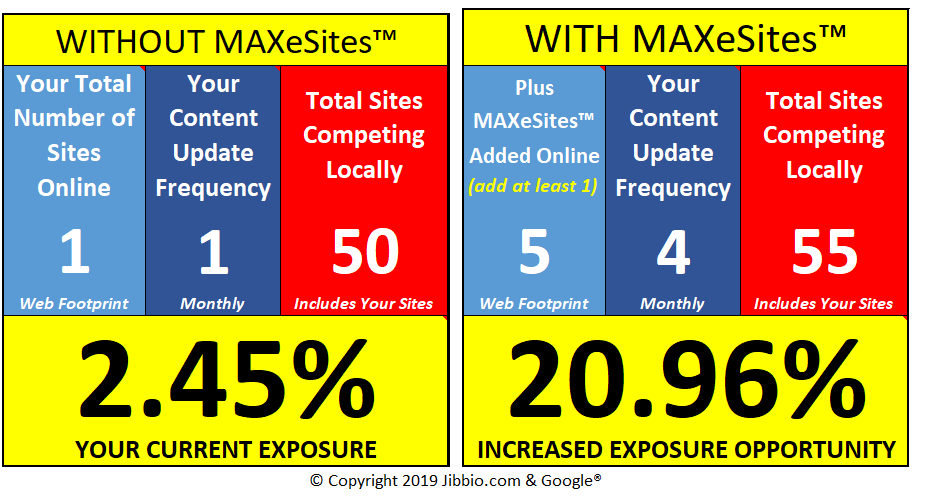 WITHOUT MAXeSites™
Your Total
Number of
Sites
Online
1
Web Footprint
Your
Content
Update
Frequency
1
Monthly
Total Sites
Competing
Locally
50
Includes Your Sites
2.45%
YOUR CURRENT EXPOSURE
WITH MAXeSites™
Plus
MAXeSites™
Added Online
(add at least 1)
5
Web Footprint
Your
Content
Update
Frequency
4
Monthly
Total Sites
Competing
Locally
55
Includes Your Sites
20.96%
INCREASED EXPOSURE OPPORTUNITY
© Copyright 2019 Jibbio.com & Google®